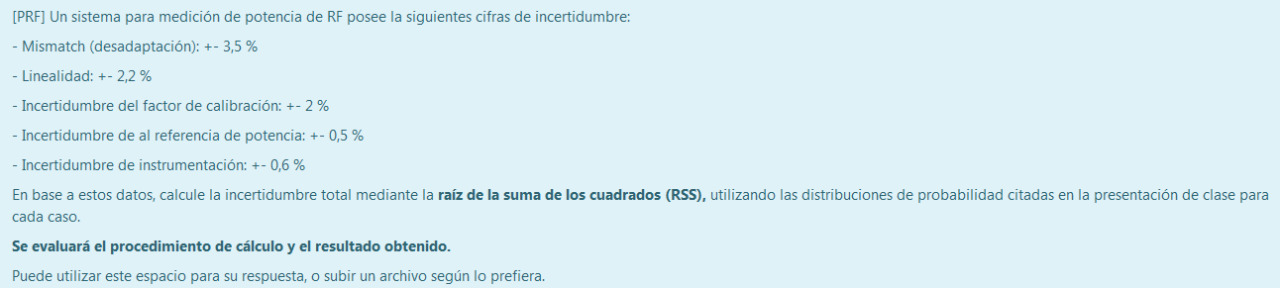 [PRF] Un sistema para medición de potencia de RF posee la siguientes cifras de incertidumbre:
- Mismatch (desadaptación): +- 3,5 %
- Linealidad: +- 2,2 %
- Incertidumbre del factor de calibración: +- 2 %
- Incertidumbre de al referencia de potencia: +- 0,5 %
- Incertidumbre de instrumentación: +- 0,6 %
En base a estos datos, calcule la incertidumbre total mediante la raíz de la suma de los cuadrados (RSS), utilizando las distribuciones de probabilidad citadas en la presentación de clase para
cada caso.
Se evaluará el procedimiento de cálculo y el resultado obtenido.
Puede utilizar este espacio para su respuesta, o subir un archivo según lo prefiera.